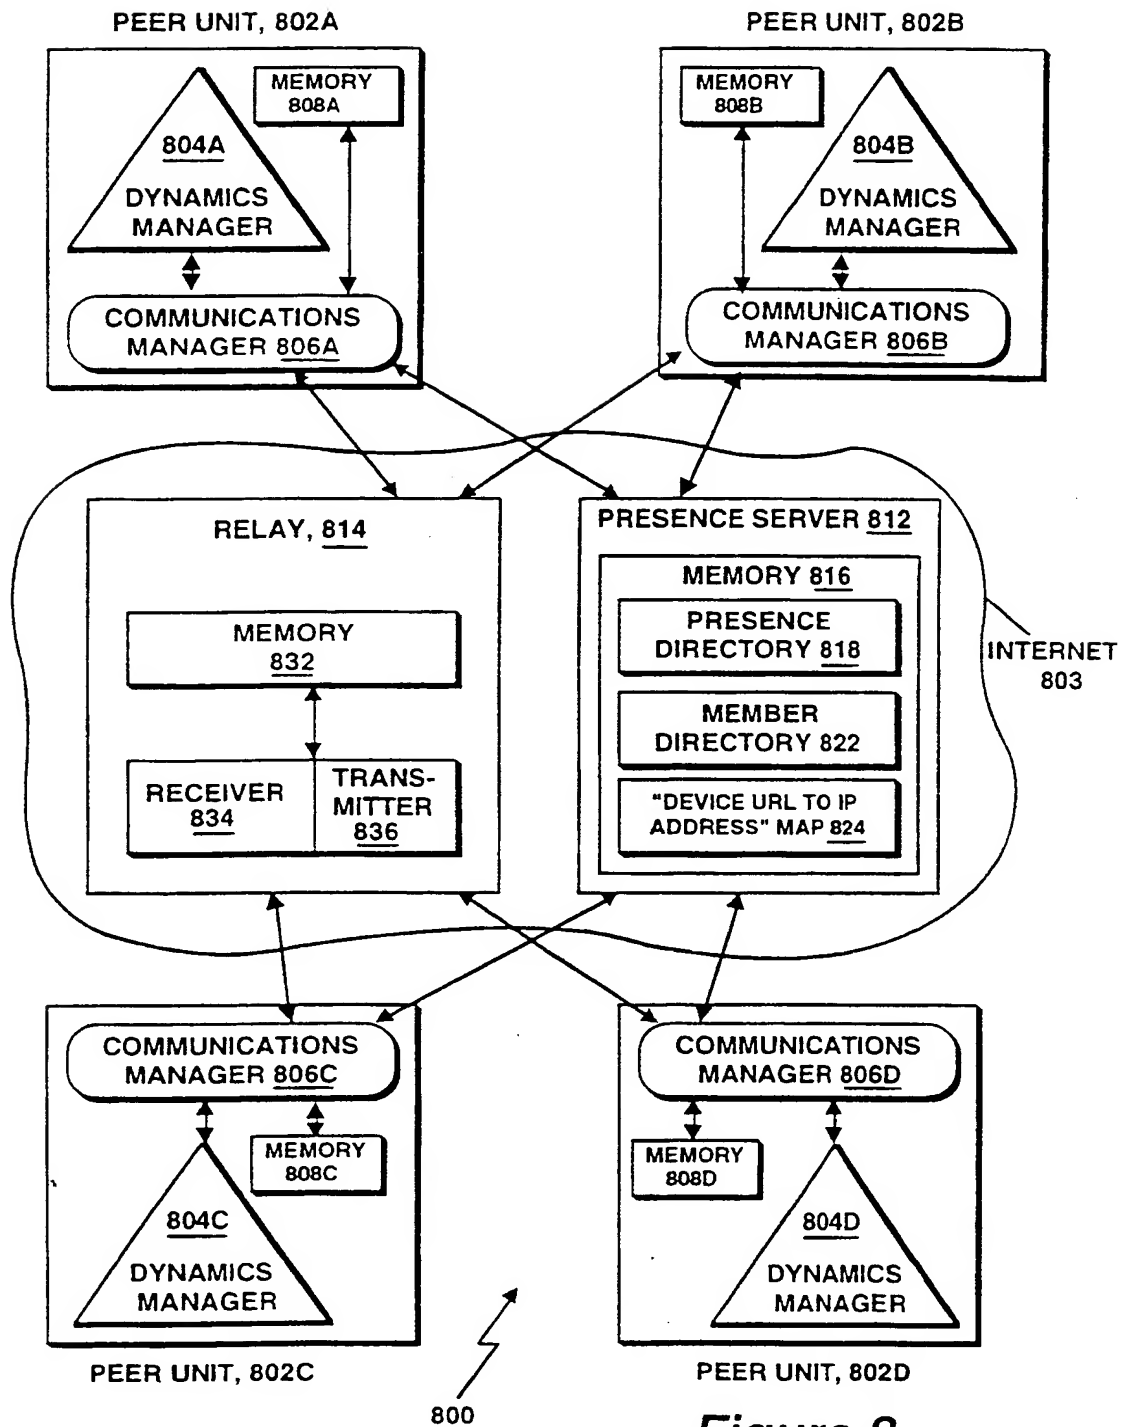 PEER UNIT, 802A
PEER UNIT, 802B
MEMORY
808A
804A
DYNAMICS
MANAGER
COMMUNICATIONS
MANAGER 806A
MEMORY
808B
804B
DYNAMICS
MANAGER
COMMUNICATIONS
MANAGER 806B
RELAY, 814
MEMORY
832
RECEIVER
834
TRANS-
MITTER
836
PRESENCE SERVER 812
MEMORY 816
PRESENCE
DIRECTORY 818
MEMBER
DIRECTORY 822
"DEVICE URL TO IP
ADDRESS" MAP 824
INTERNET
803
COMMUNICATIONS
MANAGER 806C
MEMORY
808C
804C
DYNAMICS
MANAGER
COMMUNICATIONS
MANAGER 806D
MEMORY
808D
804D
DYNAMICS
MANAGER
PEER UNIT, 802C
PEER UNIT, 802D
800
Figure 8